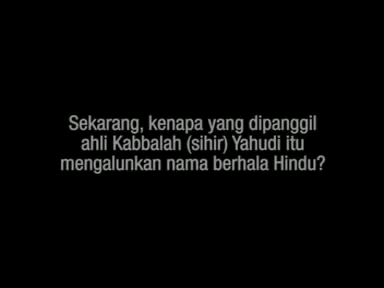 Sekarang, kenapa yang dipanggil
ahli Kabbalah (sihir) Yahudi itu
mengalunkan nama berhala Hindu?